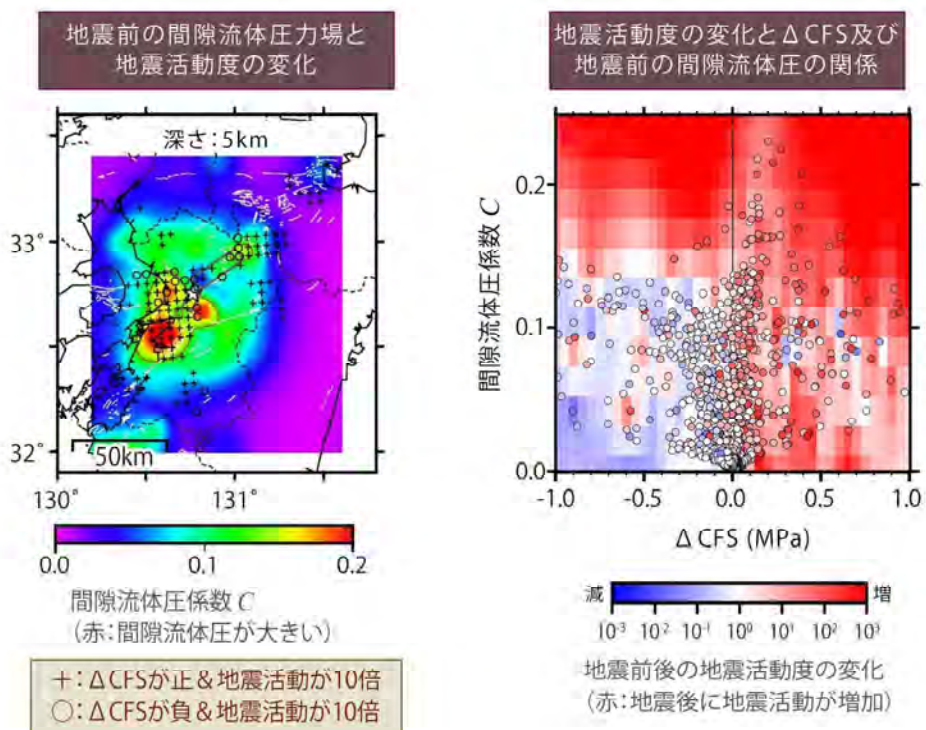 地震前の間隙流体圧力場と
地震活動度の変化
深さ:5km
33°
32°
50km
130°
131°
0.0
0.1
0.2
間隙流体圧係数 C
(赤:間隙流体圧が大きい)
+:ΔCFSが正&地震活動が10倍
○:ΔCFSが負&地震活動が10倍
地震活動度の変化とΔCFS及び
地震前の間隙流体圧の関係
間隙流体圧係数 C
0.2
0.1
0.0
-1.0
-0.5
0.0
0.5
1.0
ΔCFS (MPa)
減
増
10⁻³
10⁻²
10⁻¹
10⁰
10¹
10²
10³
地震前後の地震活動度の変化
(赤:地震後に地震活動が増加)